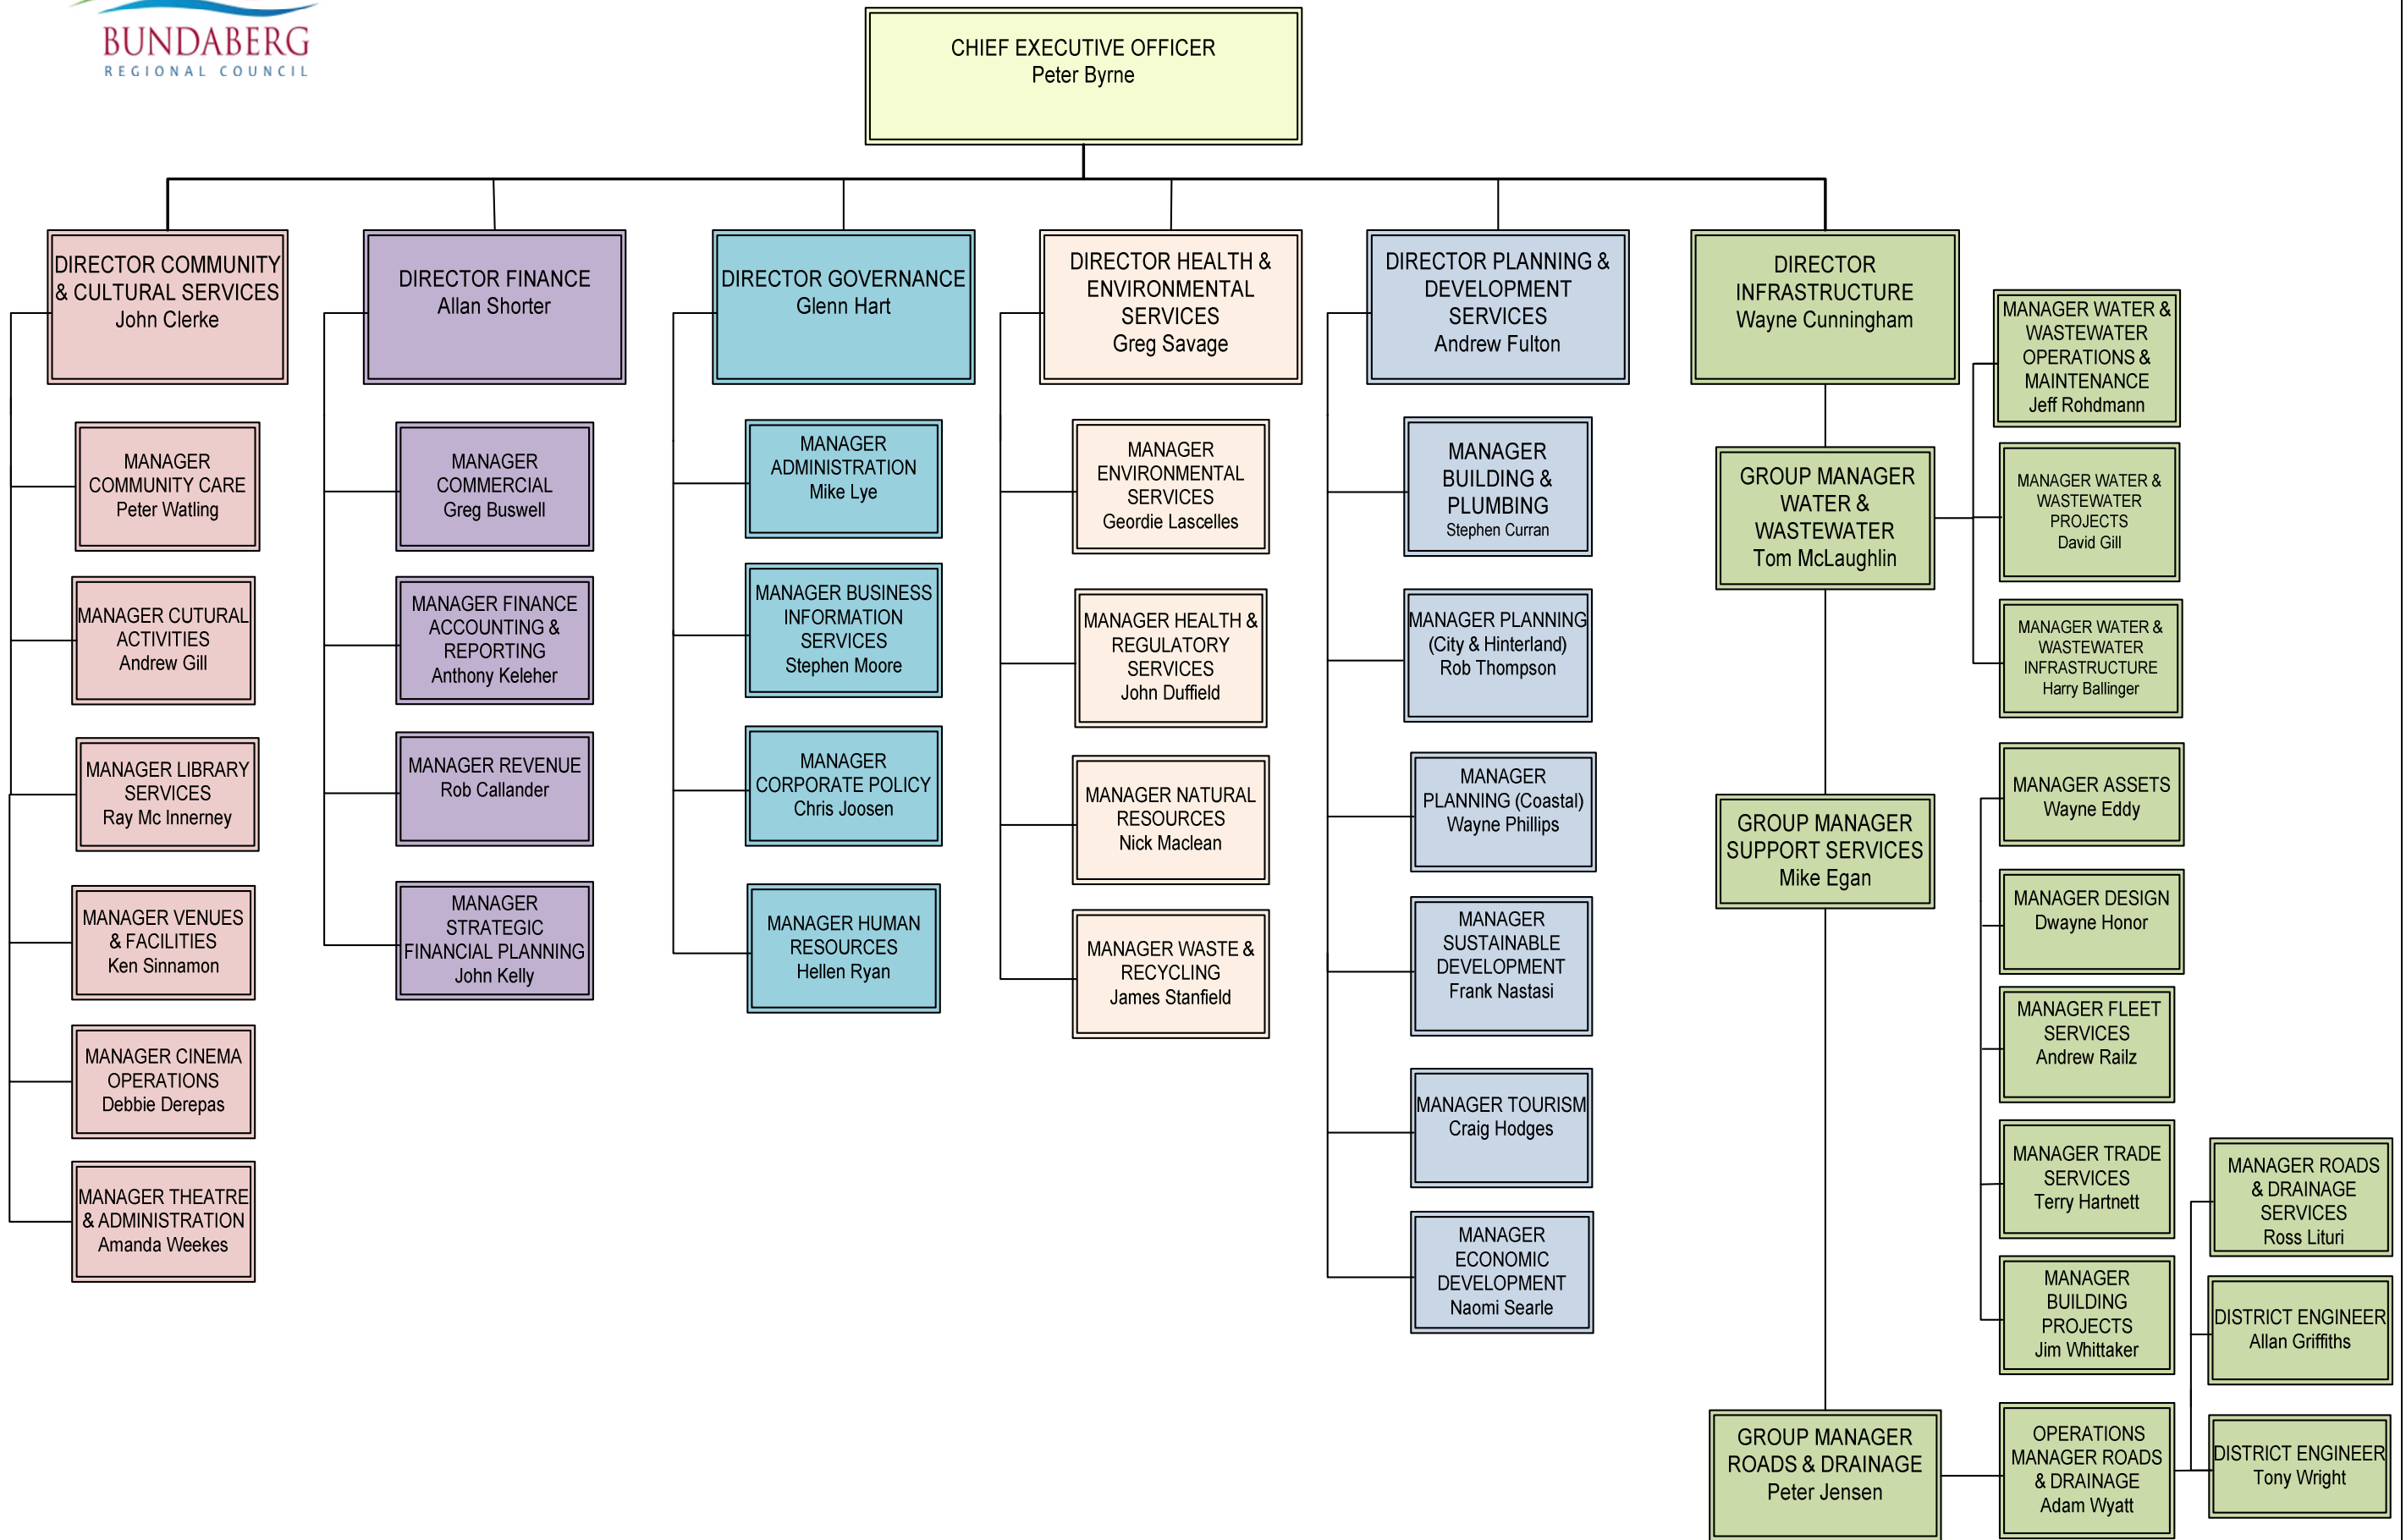 BUNDABERG
REGIONAL COUNCIL
CHIEF EXECUTIVE OFFICER
Peter Byrne
DIRECTOR COMMUNITY
& CULTURAL SERVICES
John Clerke
MANAGER
COMMUNITY CARE
Peter Watling
MANAGER CUTURAL
ACTIVITIES
Andrew Gill
MANAGER LIBRARY
SERVICES
Ray Mc Innerney
MANAGER VENUES
& FACILITIES
Ken Sinnamon
MANAGER CINEMA
OPERATIONS
Debbie Derepas
MANAGER THEATRE
& ADMINISTRATION
Amanda Weekes
DIRECTOR FINANCE
Allan Shorter
MANAGER
COMMERCIAL
Greg Buswell
MANAGER FINANCE
ACCOUNTING &
REPORTING
Anthony Keleher
MANAGER REVENUE
Rob Callander
MANAGER
STRATEGIC
FINANCIAL PLANNING
John Kelly
DIRECTOR GOVERNANCE
Glenn Hart
MANAGER
ADMINISTRATION
Mike Lye
MANAGER BUSINESS
INFORMATION
SERVICES
Stephen Moore
MANAGER
CORPORATE POLICY
Chris Joosen
MANAGER HUMAN
RESOURCES
Hellen Ryan
DIRECTOR HEALTH &
ENVIRONMENTAL
SERVICES
Greg Savage
MANAGER
ENVIRONMENTAL
SERVICES
Geordie Lascelles
MANAGER HEALTH &
REGULATORY
SERVICES
John Duffield
MANAGER NATURAL
RESOURCES
Nick Maclean
MANAGER WASTE &
RECYCLING
James Stanfield
DIRECTOR PLANNING &
DEVELOPMENT
SERVICES
Andrew Fulton
MANAGER
BUILDING &
PLUMBING
Stephen Curran
MANAGER PLANNING
(City & Hinterland)
Rob Thompson
MANAGER
PLANNING (Coastal)
Wayne Phillips
MANAGER
SUSTAINABLE
DEVELOPMENT
Frank Nastasi
MANAGER TOURISM
Craig Hodges
MANAGER
ECONOMIC
DEVELOPMENT
Naomi Searle
DIRECTOR
INFRASTRUCTURE
Wayne Cunningham
GROUP MANAGER
WATER &
WASTEWATER
Tom McLaughlin
MANAGER WATER &
WASTEWATER
OPERATIONS &
MAINTENANCE
Jeff Rohdmann
MANAGER WATER &
WASTEWATER
PROJECTS
David Gill
MANAGER WATER &
WASTEWATER
INFRASTRUCTURE
Harry Ballinger
GROUP MANAGER
SUPPORT SERVICES
Mike Egan
MANAGER ASSETS
Wayne Eddy
MANAGER DESIGN
Dwayne Honor
MANAGER FLEET
SERVICES
Andrew Railz
MANAGER TRADE
SERVICES
Terry Hartnett
MANAGER
BUILDING
PROJECTS
Jim Whittaker
GROUP MANAGER
ROADS & DRAINAGE
Peter Jensen
OPERATIONS
MANAGER ROADS
& DRAINAGE
Adam Wyatt
MANAGER ROADS
& DRAINAGE
SERVICES
Ross Lituri
DISTRICT ENGINEER
Allan Griffiths
DISTRICT ENGINEER
Tony Wright